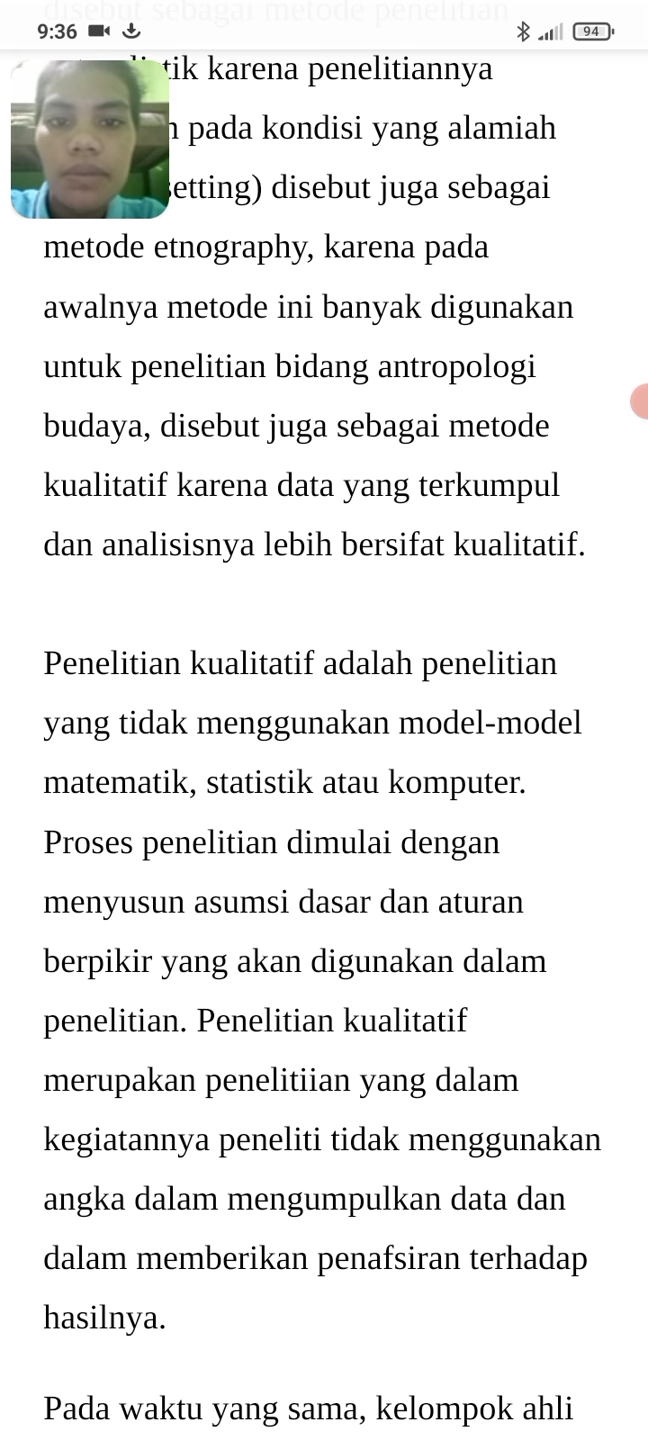 9:36
94
disebut sebagai metode penelitian
tik karena penelitiannya
pada kondisi yang alamiah
setting) disebut juga sebagai
metode etnography, karena pada
awalnya metode ini banyak digunakan
untuk penelitian bidang antropologi
budaya, disebut juga sebagai metode
kualitatif karena data yang terkumpul
dan analisisnya lebih bersifat kualitatif.
Penelitian kualitatif adalah penelitian
yang tidak menggunakan model-model
matematik, statistik atau komputer.
Proses penelitian dimulai dengan
menyusun asumsi dasar dan aturan
berpikir yang akan digunakan dalam
penelitian. Penelitian kualitatif
merupakan penelitiian yang dalam
kegiatannya peneliti tidak menggunakan
angka dalam mengumpulkan data dan
dalam memberikan penafsiran terhadap
hasilnya.
Pada waktu yang sama, kelompok ahli